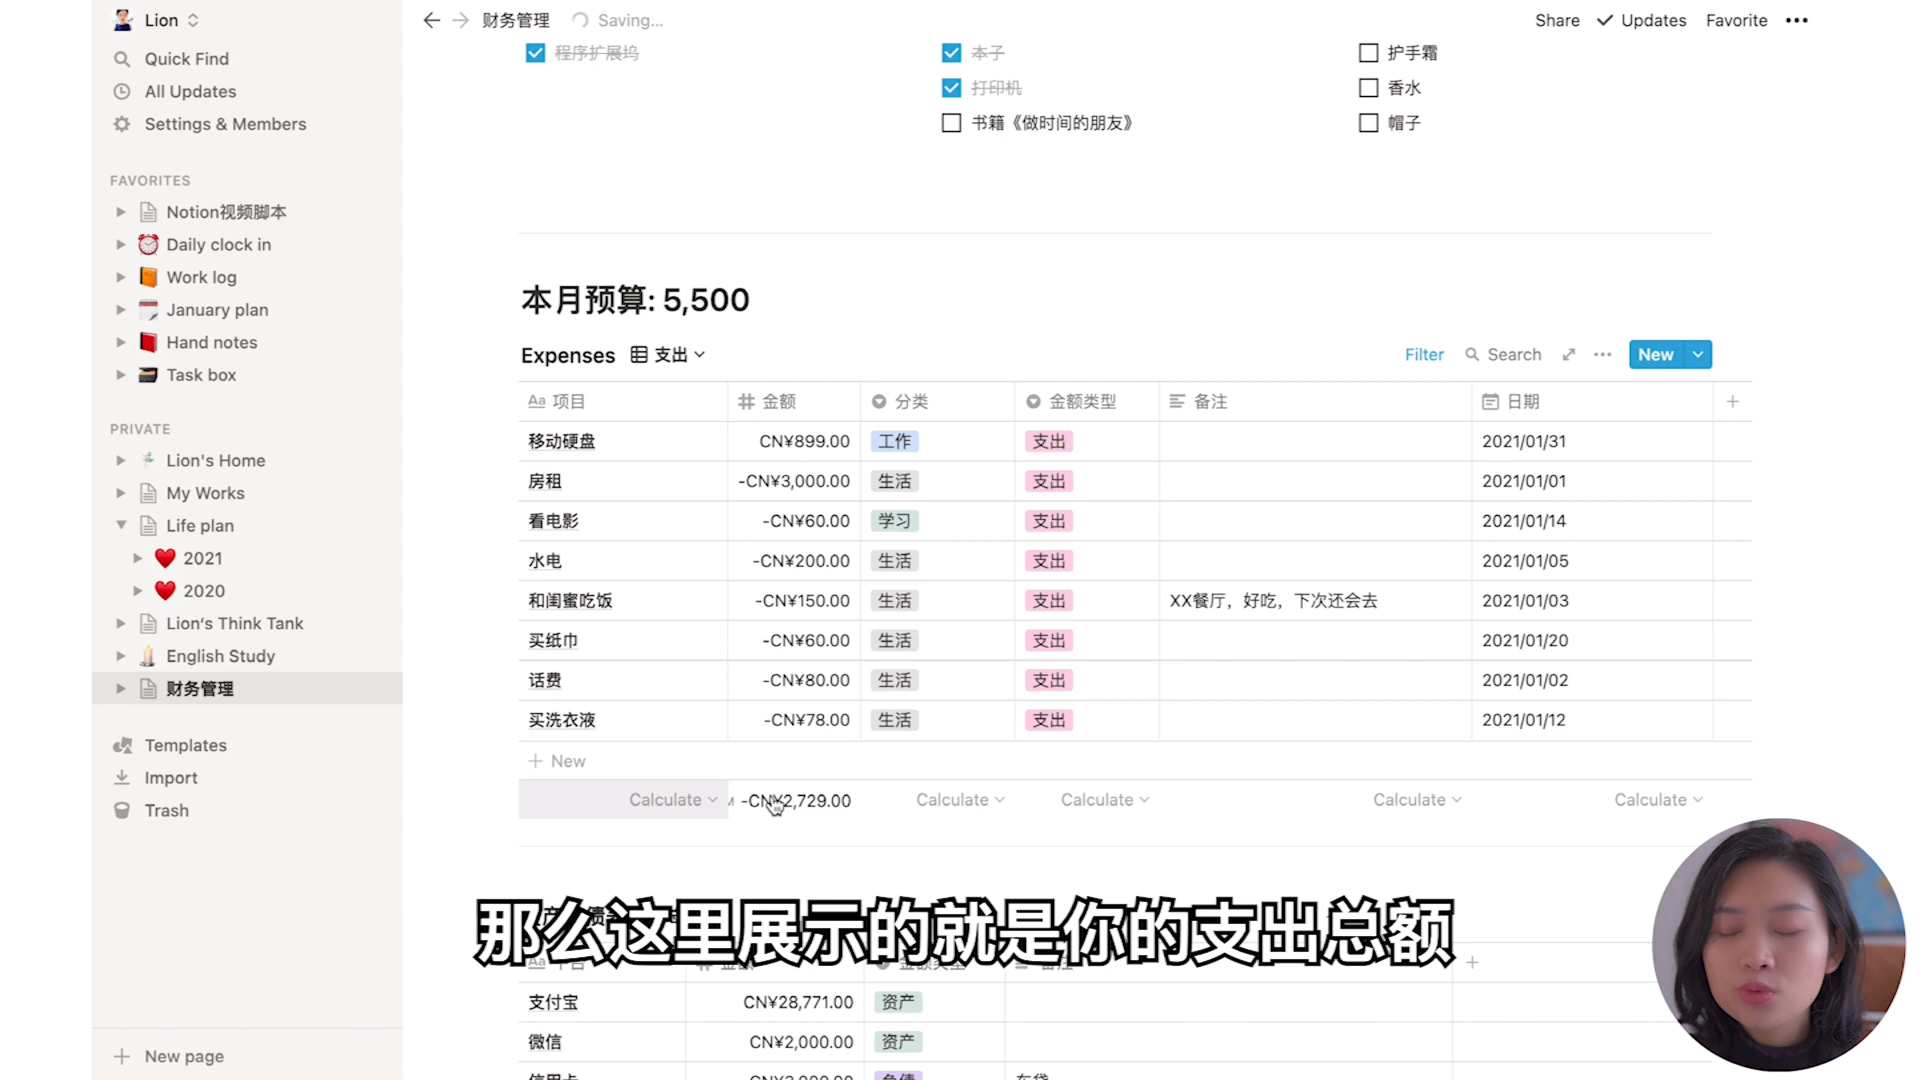 Lion
Quick Find
All Updates
Settings & Members
FAVORITES
Notion视频脚本
Daily clock in
Work log
January plan
Hand notes
Task box
PRIVATE
Lion's Home
My Works
Life plan
2021
2020
Lion‘s Think Tank
English Study
财务管理
Templates
Import
Trash
New page
财务管理 Saving...
Share Updates Favorite
程序扩展坞 本子 护手霜
打印机 香水
书籍《做时间的朋友》 帽子
本月预算: 5,500
Expenses 支出 Filter Search New
Aa 项目 金额 分类 金额类型 备注 日期
移动硬盘 CN¥899.00 工作 支出 2021/01/31
房租 -CN¥3,000.00 生活 支出 2021/01/01
看电影 -CN¥60.00 学习 支出 2021/01/14
水电 -CN¥200.00 生活 支出 2021/01/05
和闺蜜吃饭 -CN¥150.00 生活 支出 XX餐厅，好吃，下次还会去 2021/01/03
买纸巾 -CN¥60.00 生活 支出 2021/01/20
话费 -CN¥80.00 生活 支出 2021/01/02
买洗衣液 -CN¥78.00 生活 支出 2021/01/12
New
Calculate -CN¥2,729.00 Calculate Calculate Calculate Calculate
那么这里展示的就是你的支出总额
支付宝 CN¥28,771.00 资产
微信 CN¥2,000.00 资产